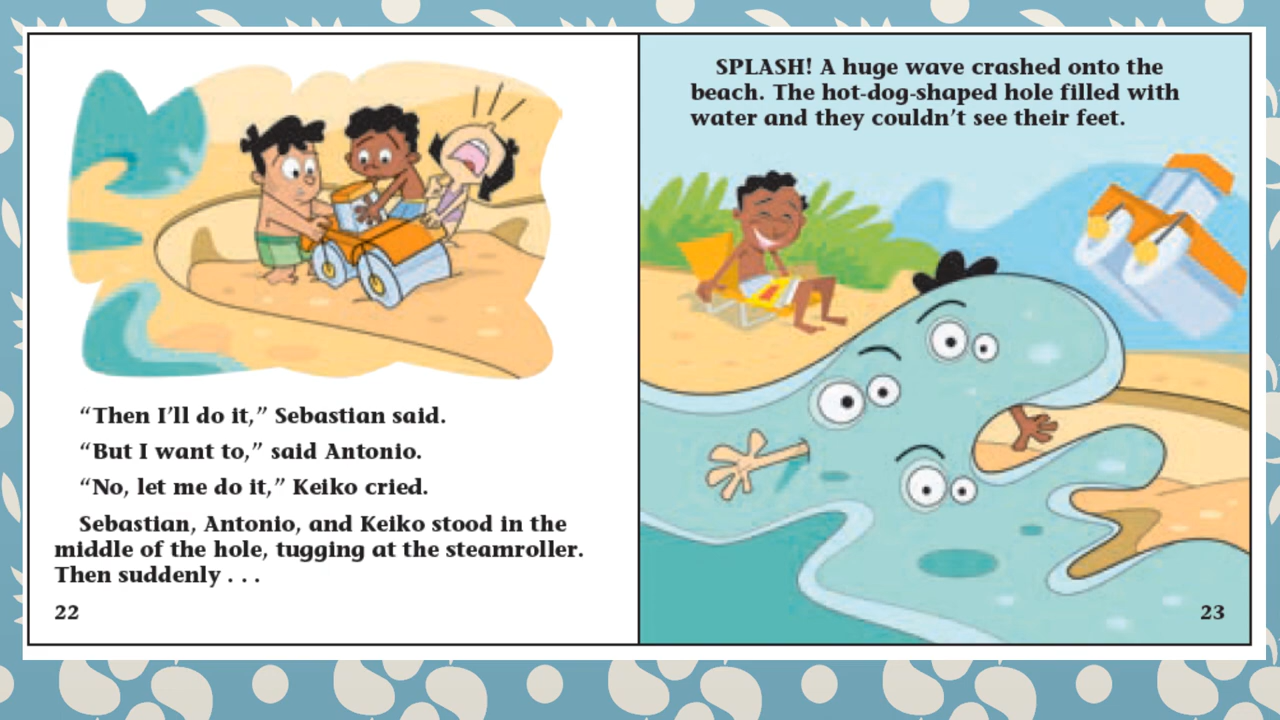 “Then I’ll do it,” Sebastian said.
“But I want to,” said Antonio.
“No, let me do it,” Keiko cried.
Sebastian, Antonio, and Keiko stood in the
middle of the hole, tugging at the steamroller.
Then suddenly . . .
22
SPLASH! A huge wave crashed onto the
beach. The hot-dog-shaped hole filled with
water and they couldn’t see their feet.
23